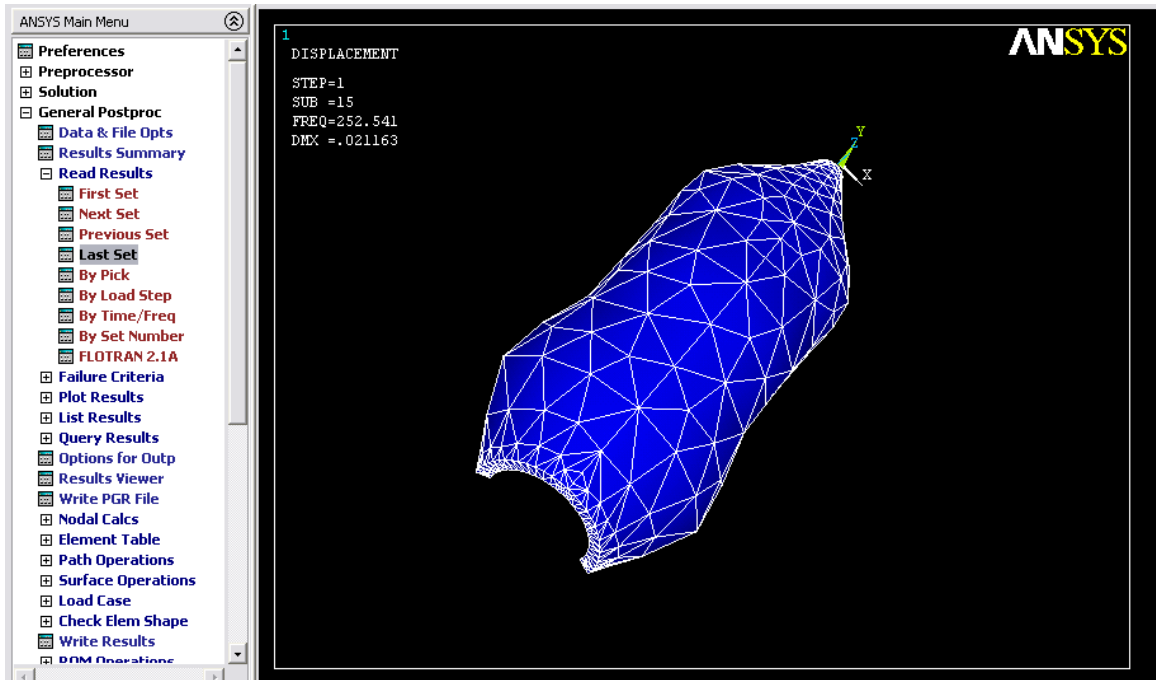 ANSYS Main Menu
Preferences
Preprocessor
Solution
General Postproc
Data & File Opts
Results Summary
Read Results
First Set
Next Set
Previous Set
Last Set
By Pick
By Load Step
By Time/Freq
By Set Number
FLOTRAN 2.1A
Failure Criteria
Plot Results
List Results
Query Results
Options for Outp
Results Viewer
Write PGR File
Nodal Calcs
Element Table
Path Operations
Surface Operations
Load Case
Check Elem Shape
Write Results
ROM Operations
1
DISPLACEMENT
STEP=1
SUB =15
FREQ=252.541
DMX =.021163
ANSYS
Y
Z
X